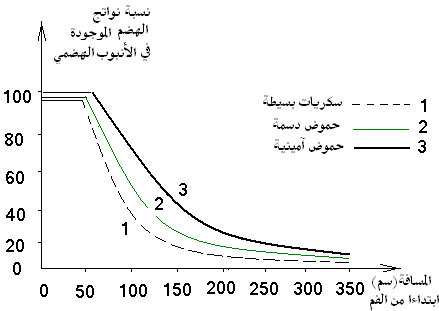 نسبة نواتج
الهضم الموجودة
في الأنبوب الهضمي
100
80
60
40
20
0
0 50 100 150 200 250 300 350
1
2
3
سكريات بسيطة 1
حموض دسمة 2
حموض آمينية 3
المسافة (سم)
ابتداءا من الفم